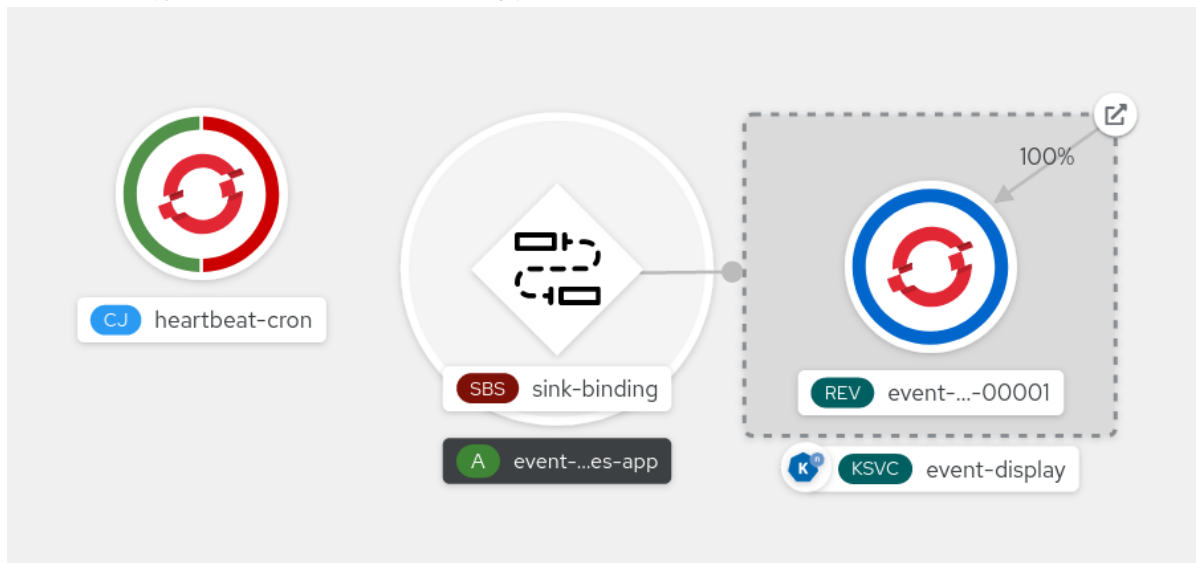 100%
CJ heartbeat-cron
SBS sink-binding
REV event-...-00001
A event-...es-app
K n KSVC event-display